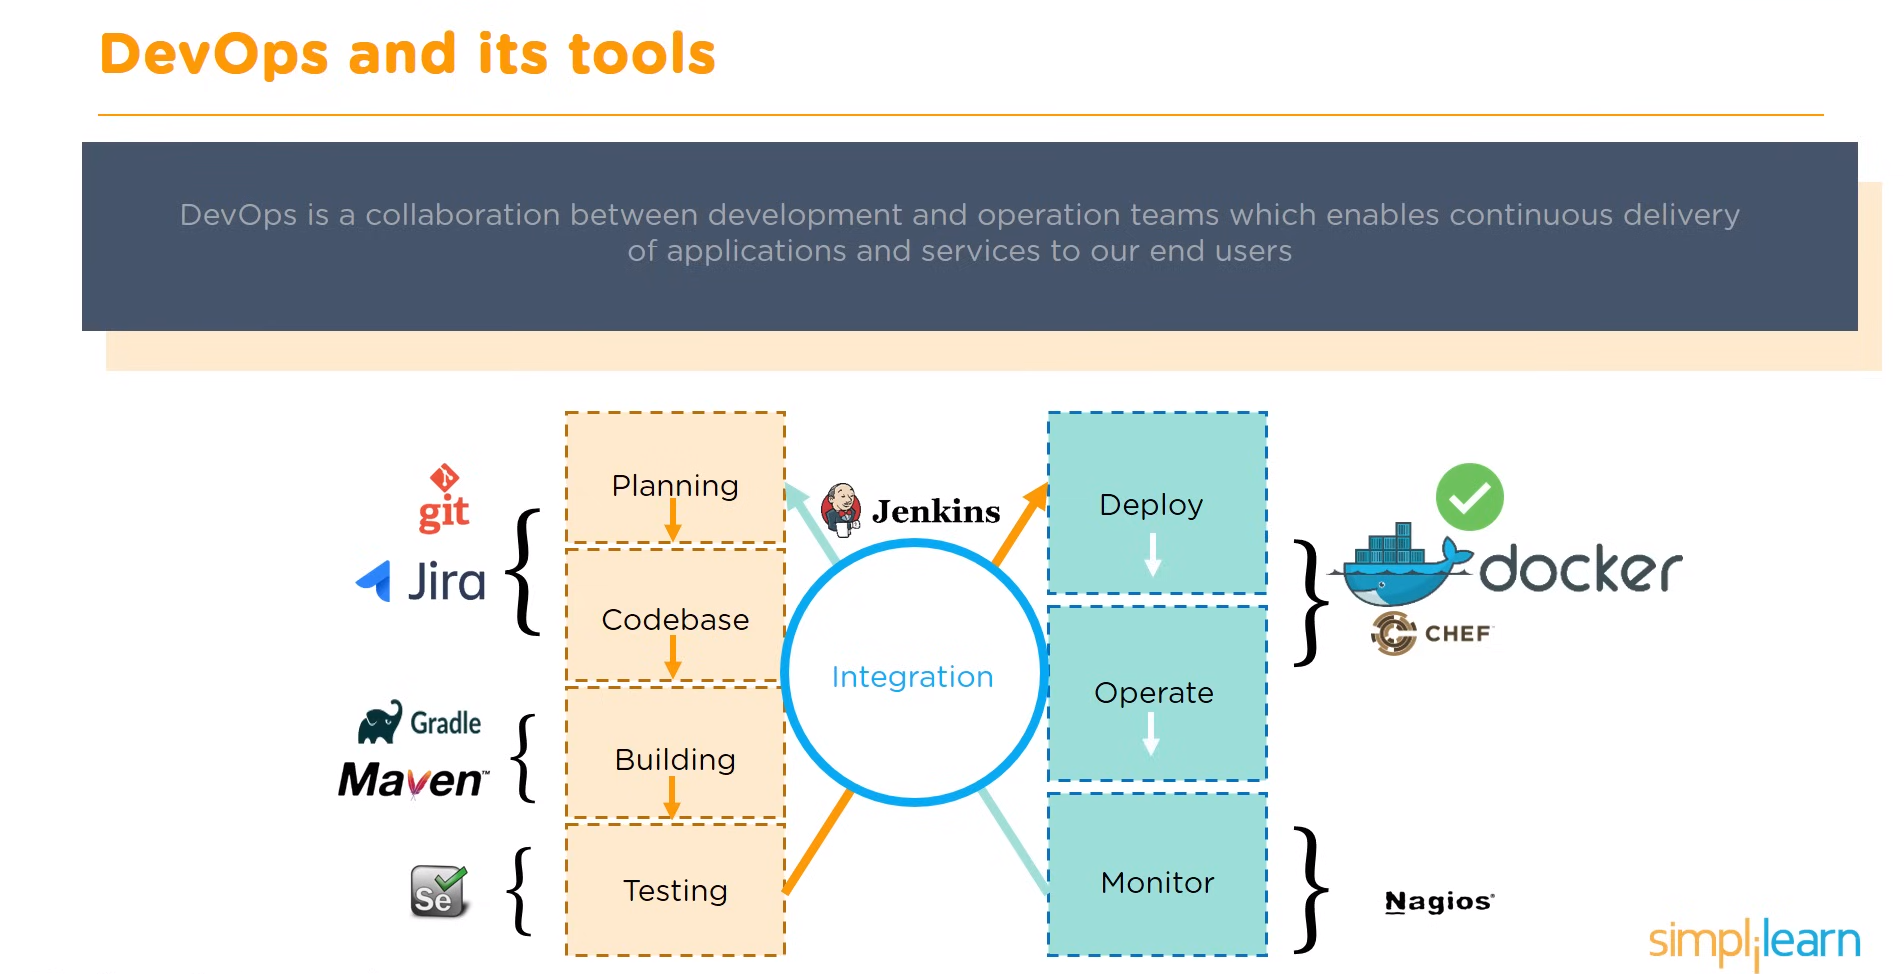 DevOps and its tools
DevOps is a collaboration between development and operation teams which enables continuous delivery
of applications and services to our end users
git
Jira
Gradle
Maven™
Se
Planning
Codebase
Building
Testing
Jenkins
Integration
Deploy
Operate
Monitor
docker
CHEF™
Nagios®
simplilearn